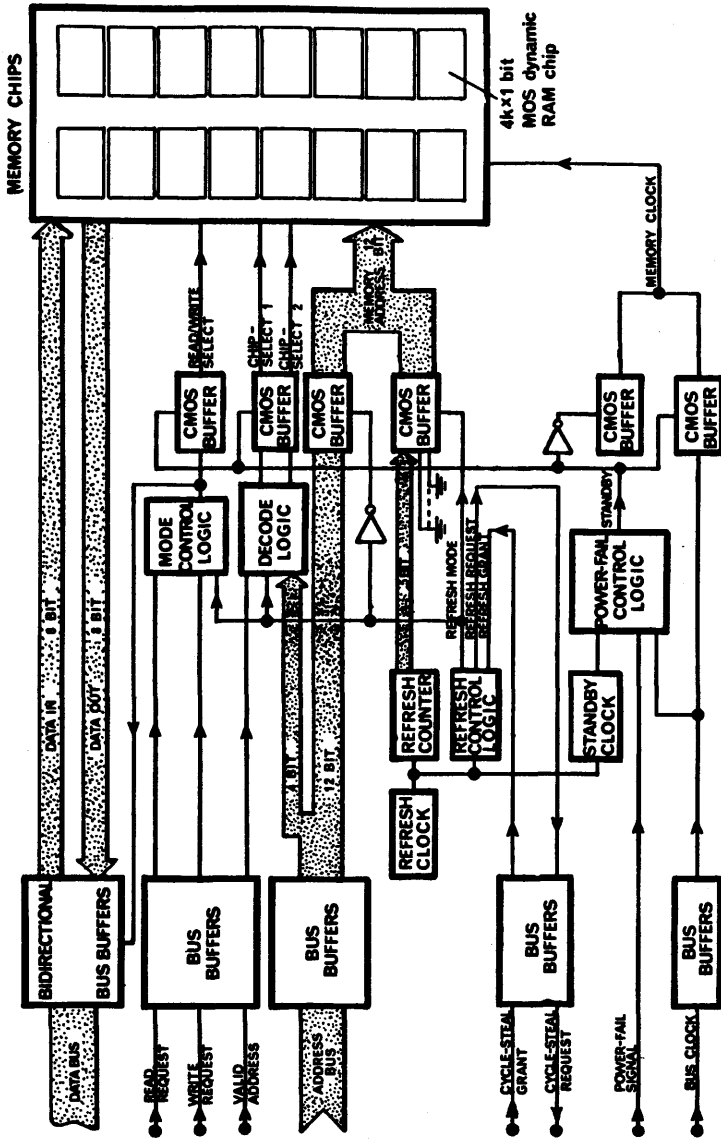 MEMORY CHIPS
4k×1 bit
MOS dynamic
RAM chip
DATA BUS
BIDIRECTIONAL
BUS BUFFERS
DATA IN
8 BIT
DATA OUT
8 BIT
READ
REQUEST
WRITE
REQUEST
VALID
ADDRESS
BUS
BUFFERS
MODE
CONTROL
LOGIC
CMOS
BUFFER
READ/WRITE
SELECT
DECODE
LOGIC
CMOS
BUFFER
CHIP-
SELECT 1
CHIP-
SELECT 2
ADDRESS
BUS
BUS
BUFFERS
4 BIT
12 BIT
CMOS
BUFFER
MEMORY
ADDRESS
12
BIT
REFRESH
CLOCK
REFRESH
COUNTER
BIT
CMOS
BUFFER
REFRESH
CONTROL
LOGIC
REFRESH MODE
REFRESH REQUEST
REFRESH GRANT
CYCLE-STEAL
GRANT
CYCLE-STEAL
REQUEST
BUS
BUFFERS
STANDBY
CLOCK
POWER-FAIL
CONTROL
LOGIC
STANDBY
CMOS
BUFFER
POWER-FAIL
SIGNAL
BUS CLOCK
BUS
BUFFERS
CMOS
BUFFER
MEMORY CLOCK